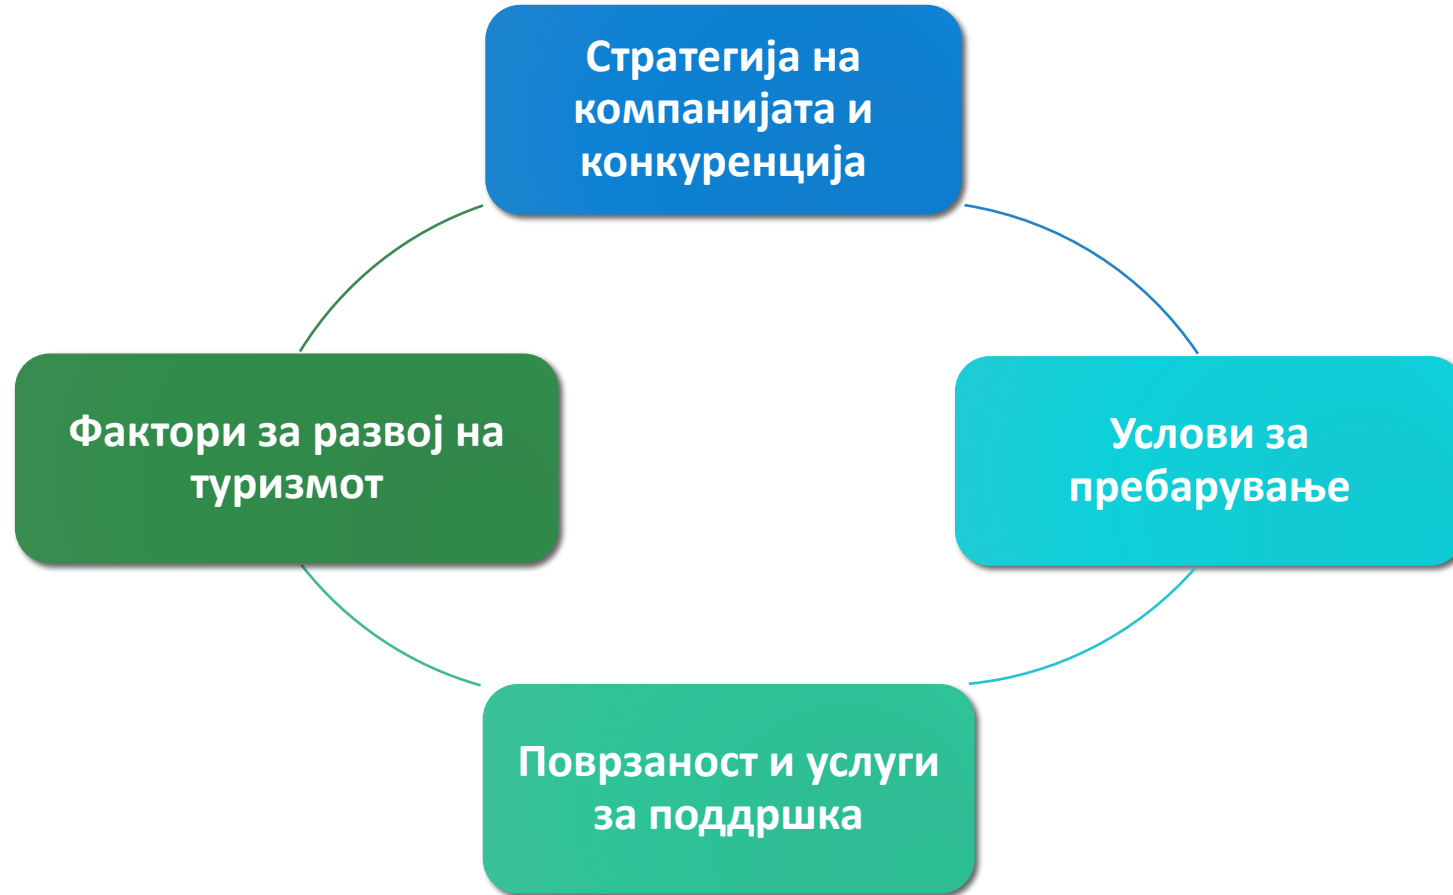 Стратегија на
компанијата и
конкуренција
Фактори за развој на
туризмот
Услови за
пребарување
Поврзаност и услуги
за поддршка